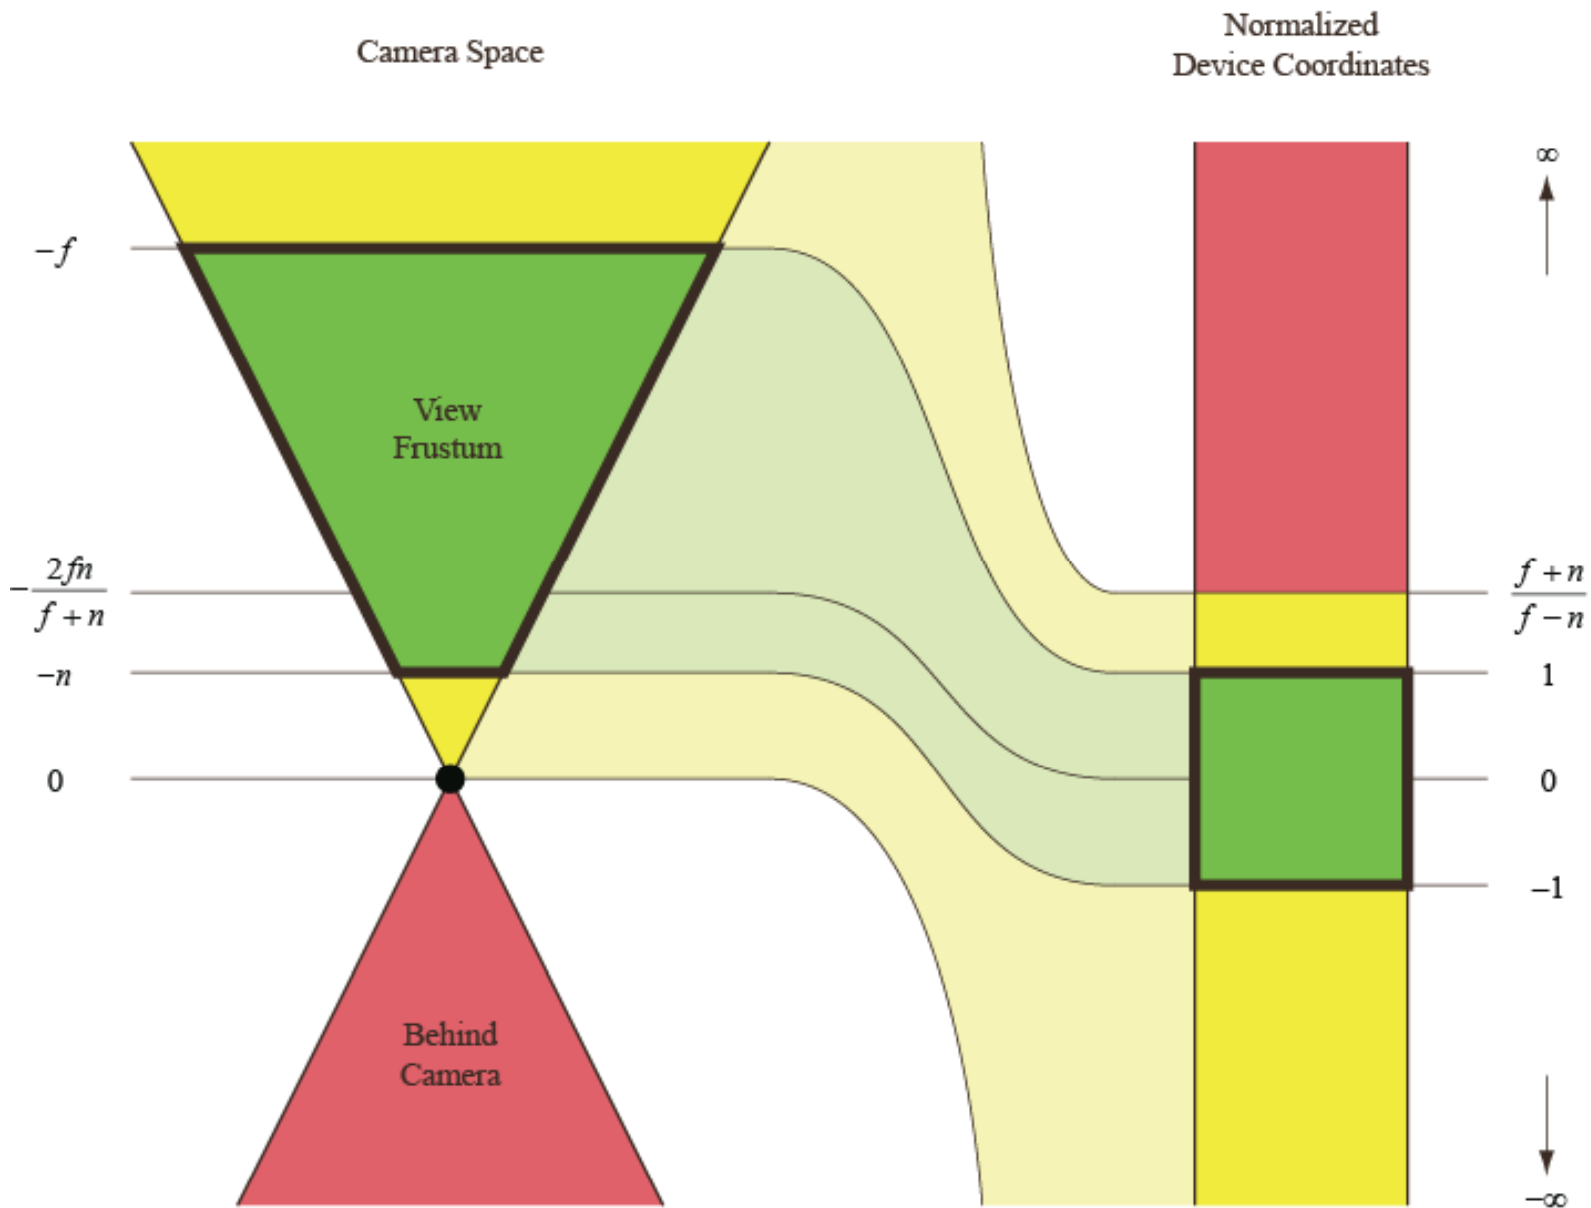 Camera Space
Normalized
Device Coordinates
∞
−f
View
Frustum
−2fn/f + n
f + n/f − n
−n
1
0
0
−1
Behind
Camera
−∞